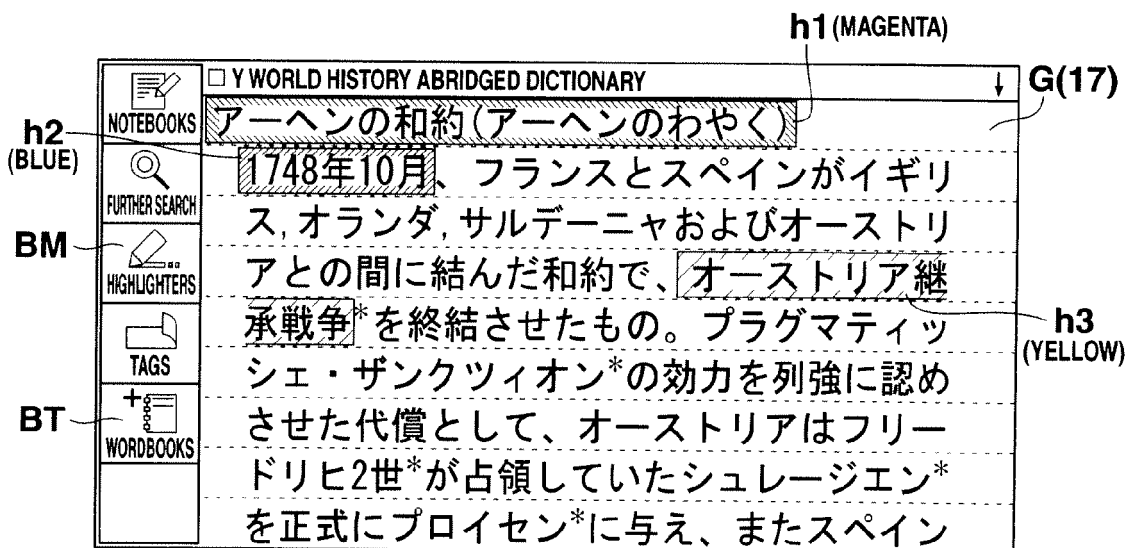 h1 (MAGENTA)
□ Y WORLD HISTORY ABRIDGED DICTIONARY ↓
G(17)
NOTEBOOKS
アーヘンの和約(アーヘンのわやく)
h2
(BLUE)
1748年10月、フランスとスペインがイギリ
FURTHER SEARCH
ス,オランダ,サルデーニャおよびオーストリ
BM
HIGHLIGHTERS
アとの間に結んだ和約で、オーストリア継
承戦争*を終結させたもの。プラグマティッ
h3
(YELLOW)
TAGS
シェ・ザンクツィオン*の効力を列強に認め
BT
WORDBOOKS
させた代償として、オーストリアはフリー
ドリヒ2世*が占領していたシュレージエン*
を正式にプロイセン*に与え、またスペイン